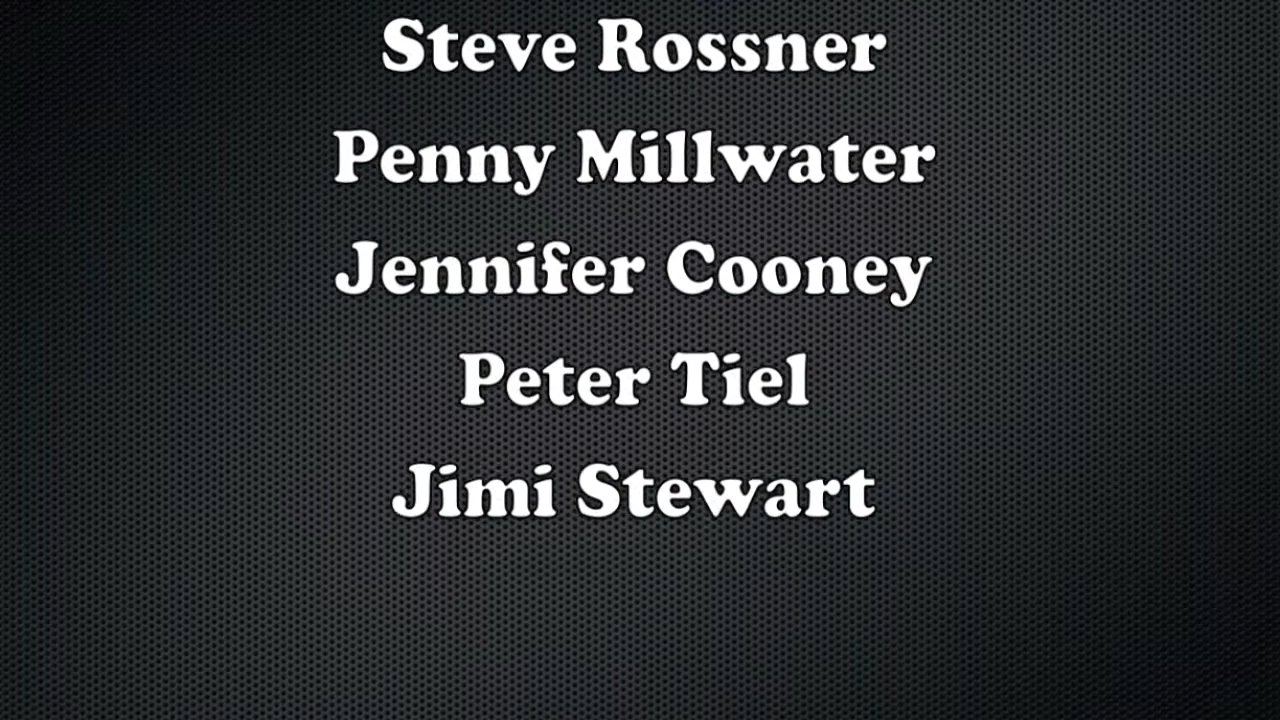 Steve Rossner
Penny Millwater
Jennifer Cooney
Peter Tiel
Jimi Stewart